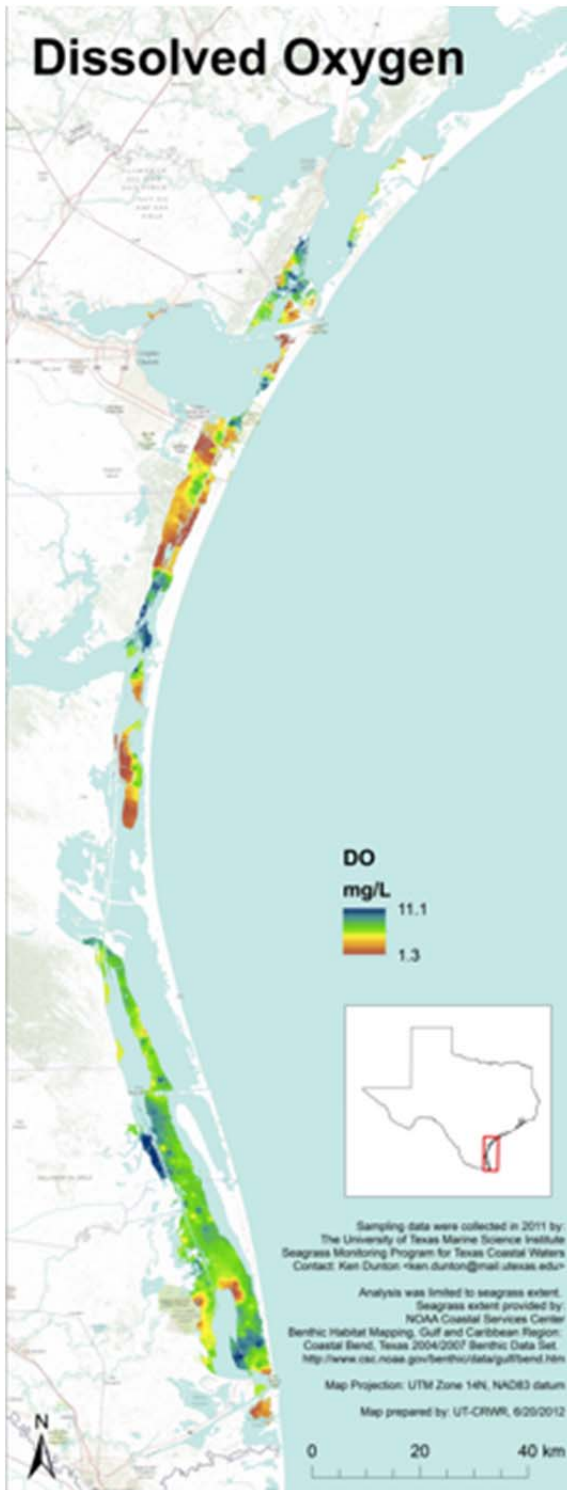 Dissolved Oxygen
DO
mg/L
11.1
1.3
Sampling data were collected in 2011 by:
The University of Texas Marine Science Institute
Seagrass Monitoring Program for Texas Coastal Waters
Contact: Ken Dunton <ken.dunton@mail.utexas.edu>
Analysis was limited to seagrass extent.
Seagrass extent provided by:
NOAA Coastal Services Center
Benthic Habitat Mapping, Gulf and Caribbean Region:
Coastal Bend, Texas 2004/2007 Benthic Data Set.
http://www.csc.noaa.gov/benthic/data/gulf/bend.htm
Map Projection: UTM Zone 14N, NAD83 datum
Map prepared by: UT-CRWR, 6/20/2012
N
0 20 40 km